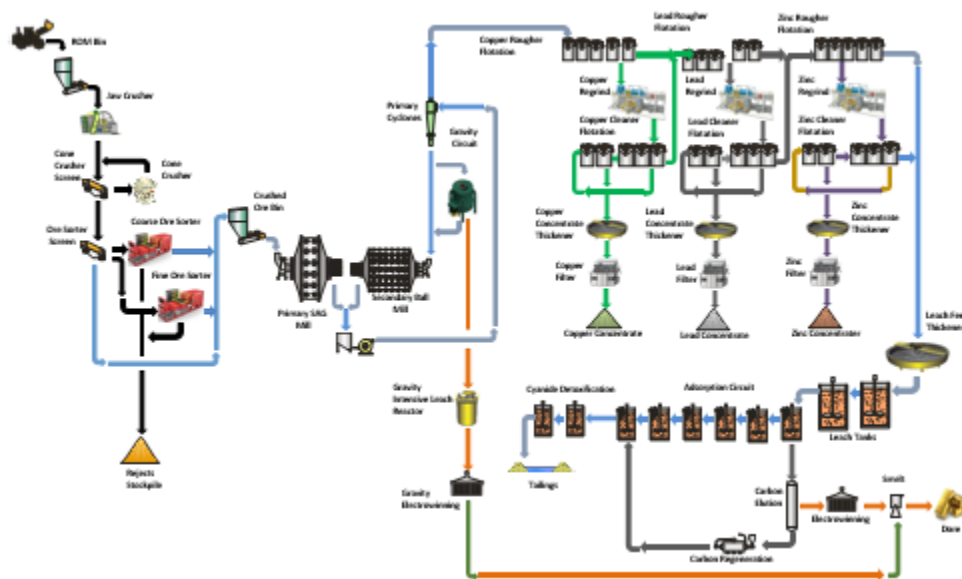 ROM Bin
Jaw Crusher
Cone
Crusher
Screen
Cone
Crusher
Ore Sorter
Screen
Coarse Ore Sorter
Fine Ore Sorter
Rejects
Stockpile
Crushed
Ore Bin
Primary SAG
Mill
Secondary Ball
Mill
Primary
Cyclones
Gravity
Circuit
Gravity
Intensive Leach
Reactor
Gravity
Electrowinning
Copper Rougher
Flotation
Lead Rougher
Flotation
Zinc Rougher
Flotation
Copper
Regrind
Lead
Regrind
Zinc
Regrind
Copper Cleaner
Flotation
Lead Cleaner
Flotation
Zinc Cleaner
Flotation
Copper
Concentrate
Thickener
Lead
Concentrate
Thickener
Zinc
Concentrate
Thickener
Copper
Filter
Lead
Filter
Zinc
Filter
Copper Concentrate
Lead Concentrate
Zinc Concentrater
Leach Fee
Thickener
Cyanide Detoxification
Adsorption Circuit
Leach Tanks
Tailings
Carbon
Elution
Electrowinning
Smelt
Dore
Carbon Regeneration